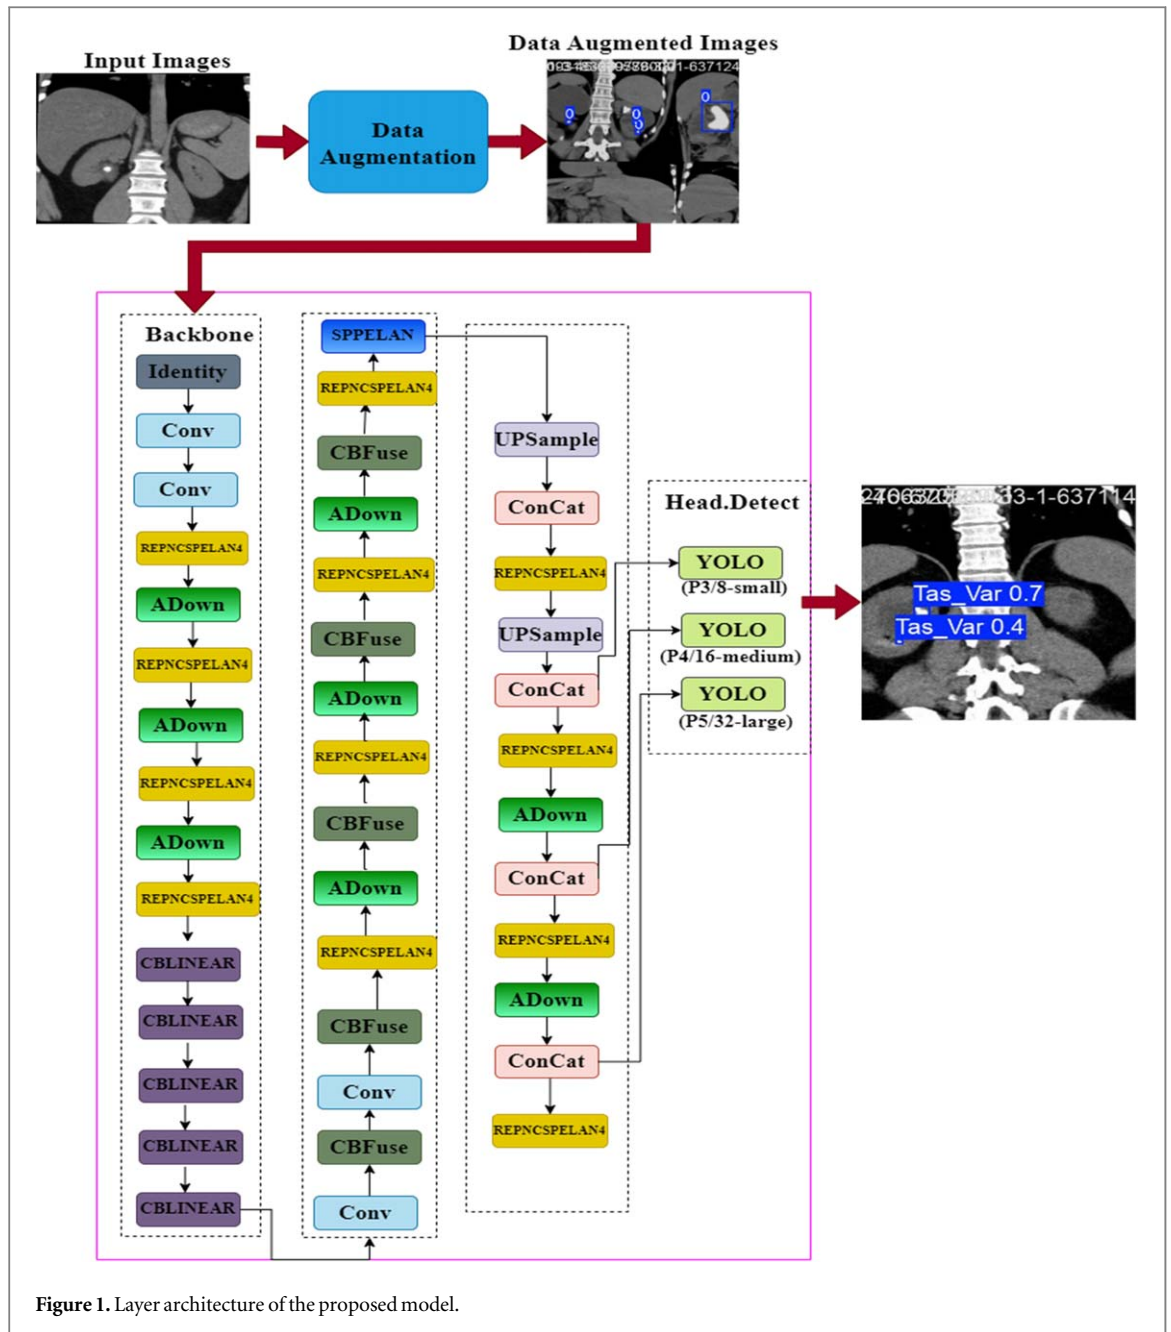 Input Images
Data Augmented Images
Data
Augmentation
0
0
0
0
Backbone
Identity
Conv
Conv
REPNCSPELAN4
ADown
REPNCSPELAN4
ADown
REPNCSPELAN4
ADown
REPNCSPELAN4
CBLINEAR
CBLINEAR
CBLINEAR
CBLINEAR
CBLINEAR
SPPELAN
REPNCSPELAN4
CBFuse
ADown
REPNCSPELAN4
CBFuse
ADown
REPNCSPELAN4
CBFuse
ADown
REPNCSPELAN4
CBFuse
Conv
CBFuse
Conv
UPSample
ConCat
REPNCSPELAN4
UPSample
ConCat
REPNCSPELAN4
ADown
ConCat
REPNCSPELAN4
ADown
ConCat
REPNCSPELAN4
Head.Detect
YOLO
(P3/8-small)
YOLO
(P4/16-medium)
YOLO
(P5/32-large)
Tas_Var 0.7
Tas_Var 0.4
Figure 1. Layer architecture of the proposed model.